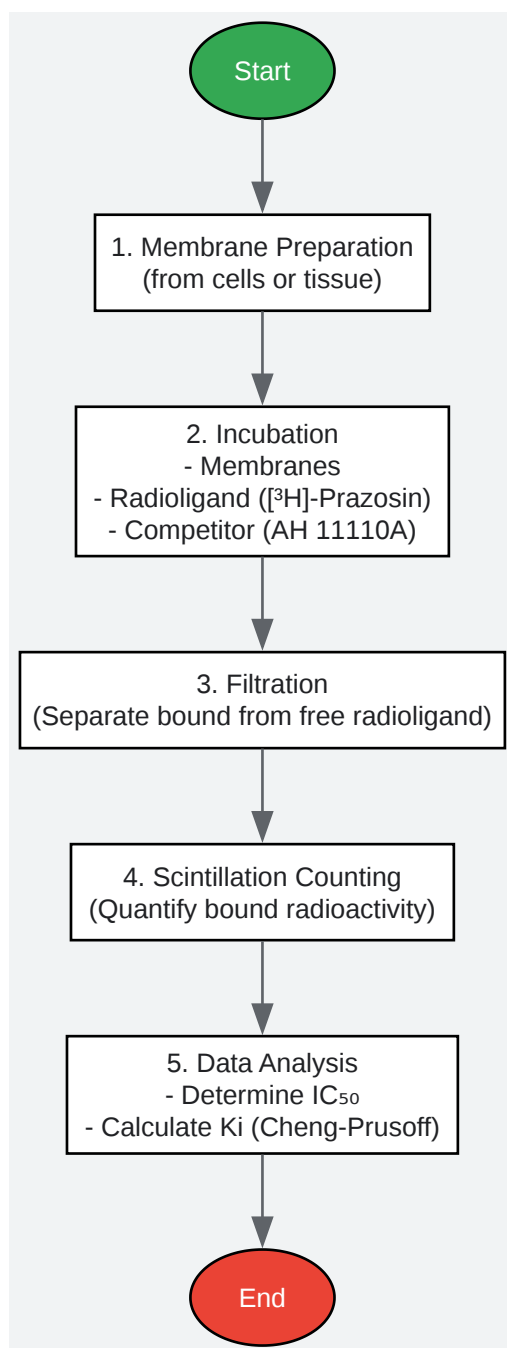 Start
1. Membrane Preparation
(from cells or tissue)
2. Incubation
- Membranes
- Radioligand ([³H]-Prazosin)
- Competitor (AH 11110A)
3. Filtration
(Separate bound from free radioligand)
4. Scintillation Counting
(Quantify bound radioactivity)
5. Data Analysis
- Determine IC₅₀
- Calculate Ki (Cheng-Prusoff)
End